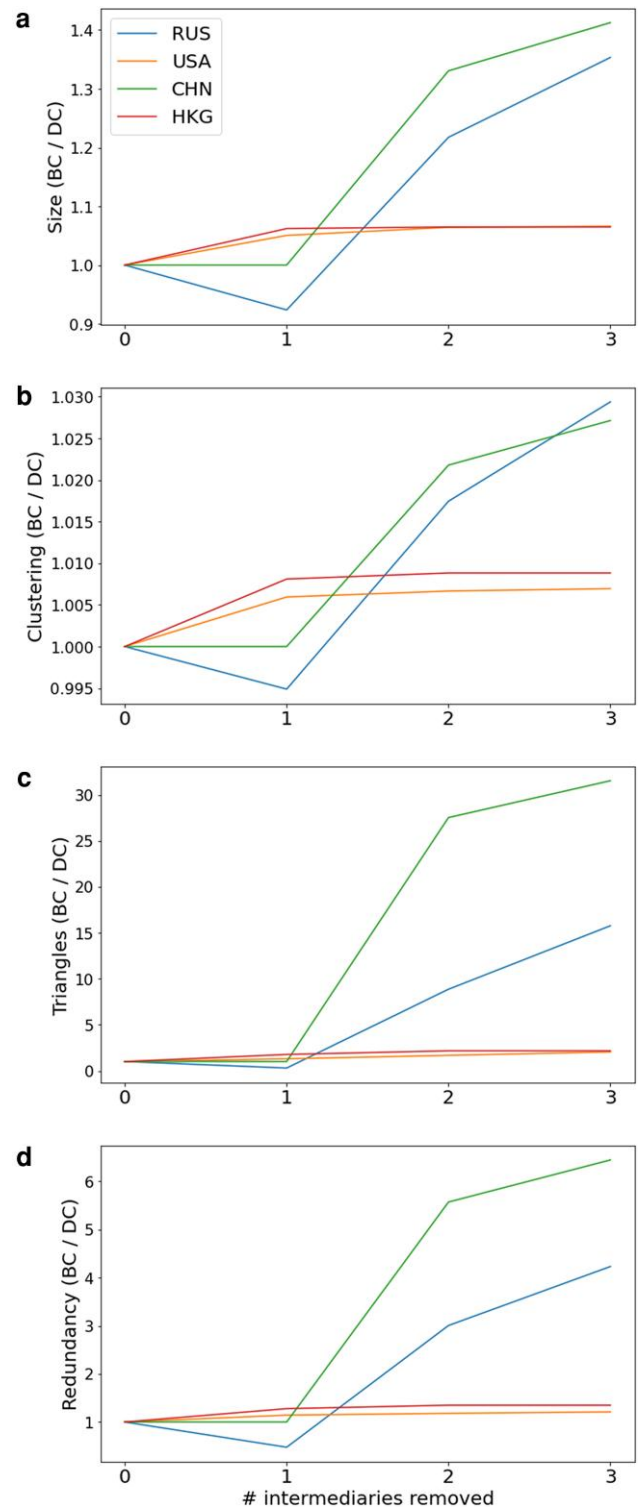 a
1.4
1.3
1.2
1.1
1.0
0.9
Size (BC / DC)
RUS
USA
CHN
HKG
0 1 2 3
b
1.030
1.025
1.020
1.015
1.010
1.005
1.000
0.995
Clustering (BC / DC)
0 1 2 3
c
30
25
20
15
10
5
0
Triangles (BC / DC)
0 1 2 3
d
6
5
4
3
2
1
Redundancy (BC / DC)
0 1 2 3
# intermediaries removed